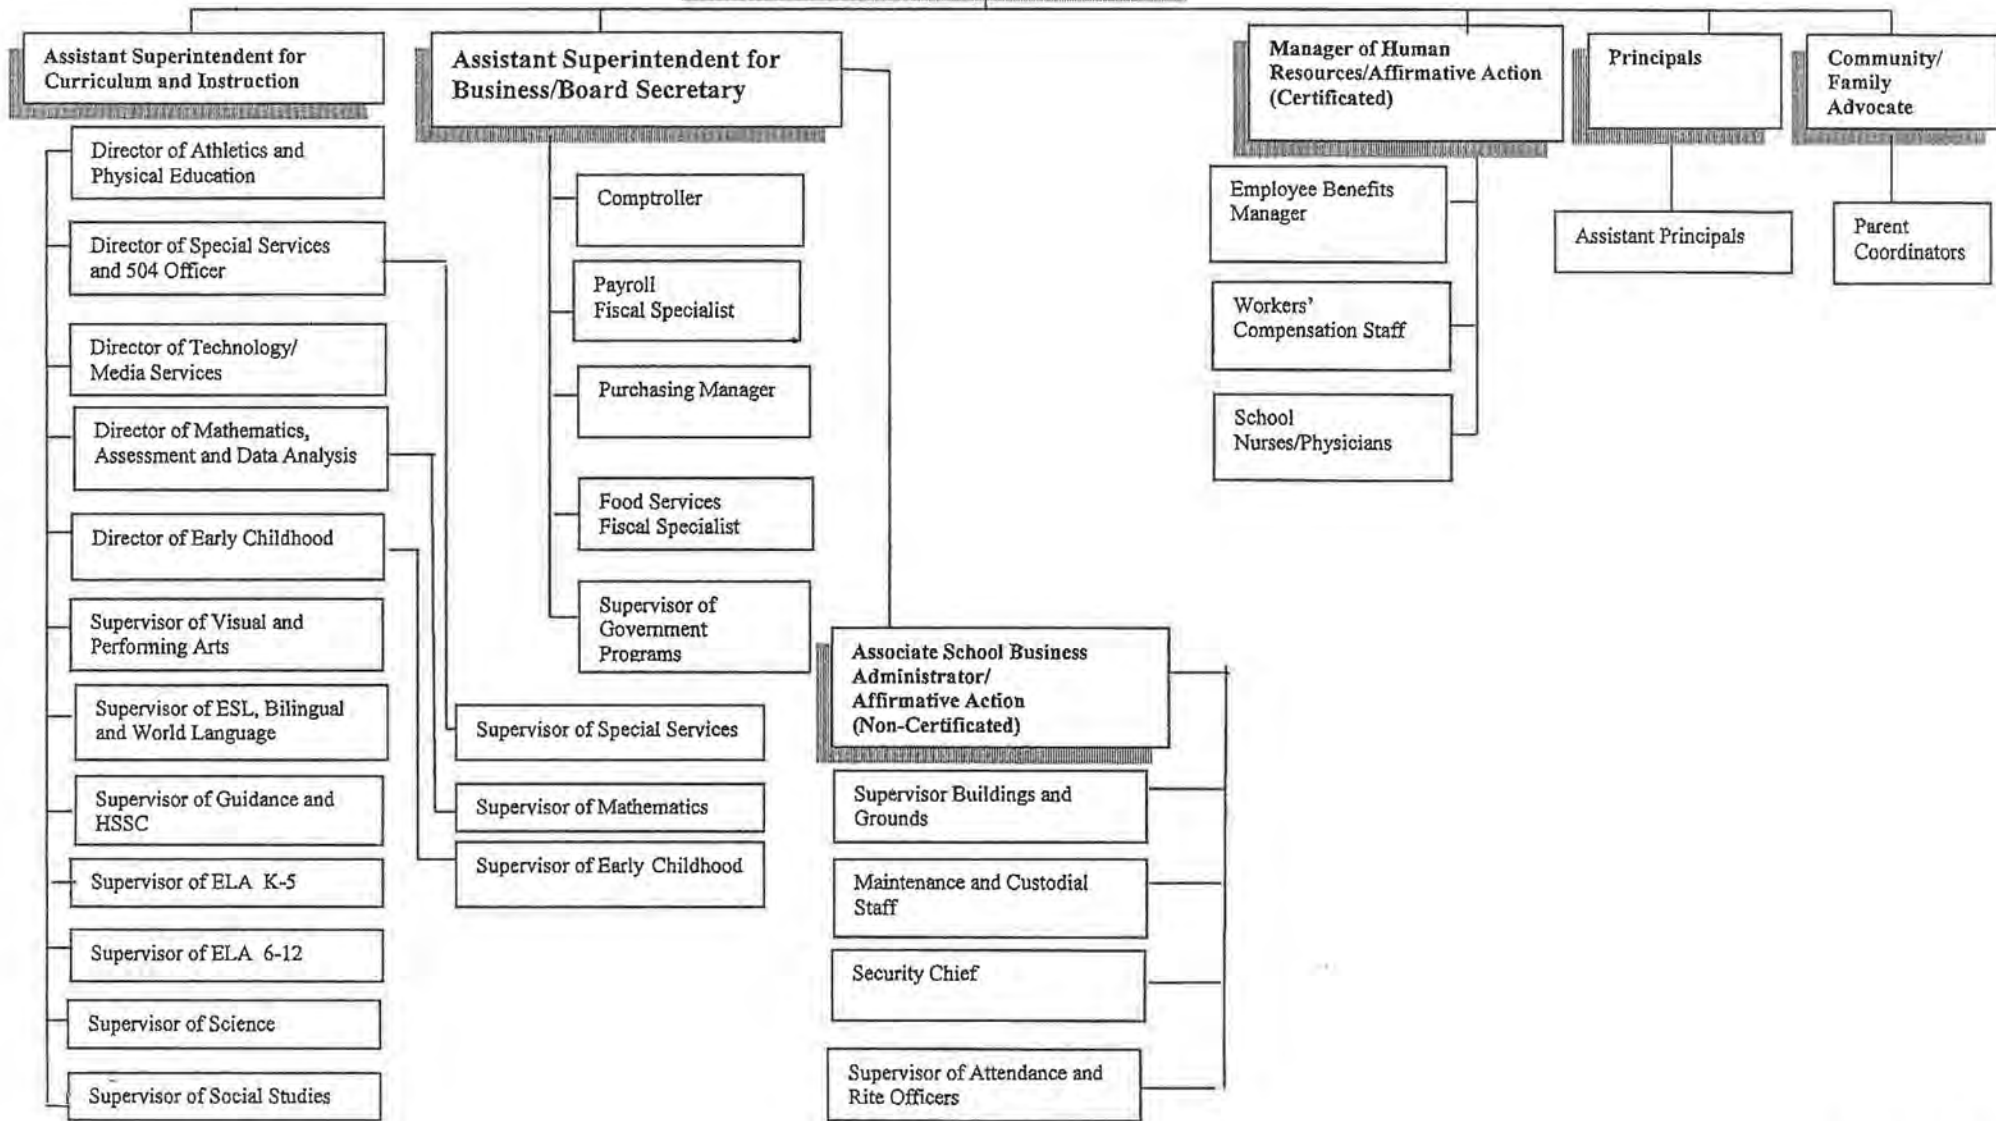 Assistant Superintendent for
Curriculum and Instruction
Director of Athletics and
Physical Education
Director of Special Services
and 504 Officer
Director of Technology/
Media Services
Director of Mathematics,
Assessment and Data Analysis
Director of Early Childhood
Supervisor of Visual and
Performing Arts
Supervisor of ESL, Bilingual
and World Language
Supervisor of Guidance and
HSSC
Supervisor of ELA K-5
Supervisor of ELA 6-12
Supervisor of Science
Supervisor of Social Studies
Supervisor of Special Services
Supervisor of Mathematics
Supervisor of Early Childhood
Assistant Superintendent for
Business/Board Secretary
Comptroller
Payroll
Fiscal Specialist
Purchasing Manager
Food Services
Fiscal Specialist
Supervisor of
Government
Programs
Associate School Business
Administrator/
Affirmative Action
(Non-Certificated)
Supervisor Buildings and
Grounds
Maintenance and Custodial
Staff
Security Chief
Supervisor of Attendance and
Rite Officers
Manager of Human
Resources/Affirmative Action
(Certificated)
Employee Benefits
Manager
Workers'
Compensation Staff
School
Nurses/Physicians
Principals
Assistant Principals
Community/
Family
Advocate
Parent
Coordinators